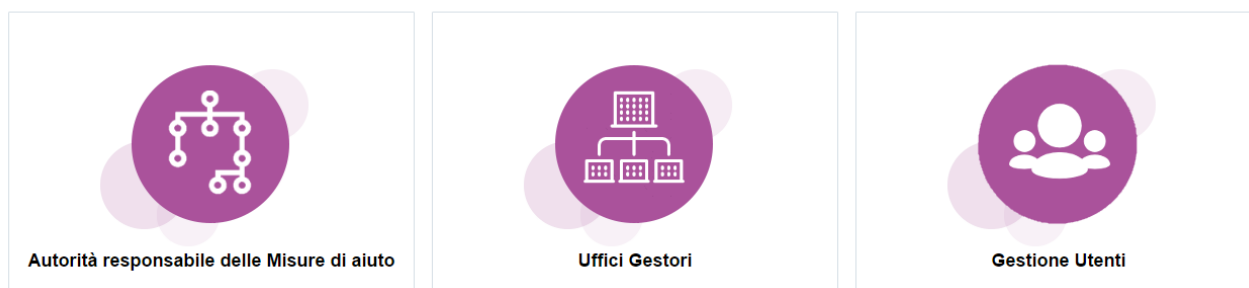 Autorità responsabile delle Misure di aiuto
Uffici Gestori
Gestione Utenti